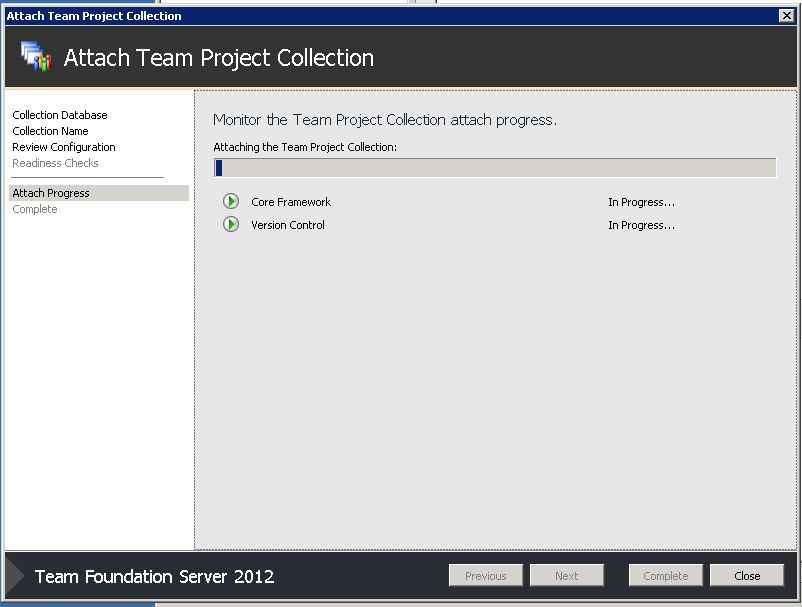 Attach Team Project Collection
Attach Team Project Collection
Collection Database
Collection Name
Review Configuration
Readiness Checks
Attach Progress
Complete
Monitor the Team Project Collection attach progress.
Attaching the Team Project Collection:
Core Framework In Progress...
Version Control In Progress...
Team Foundation Server 2012
Previous Next Complete Close